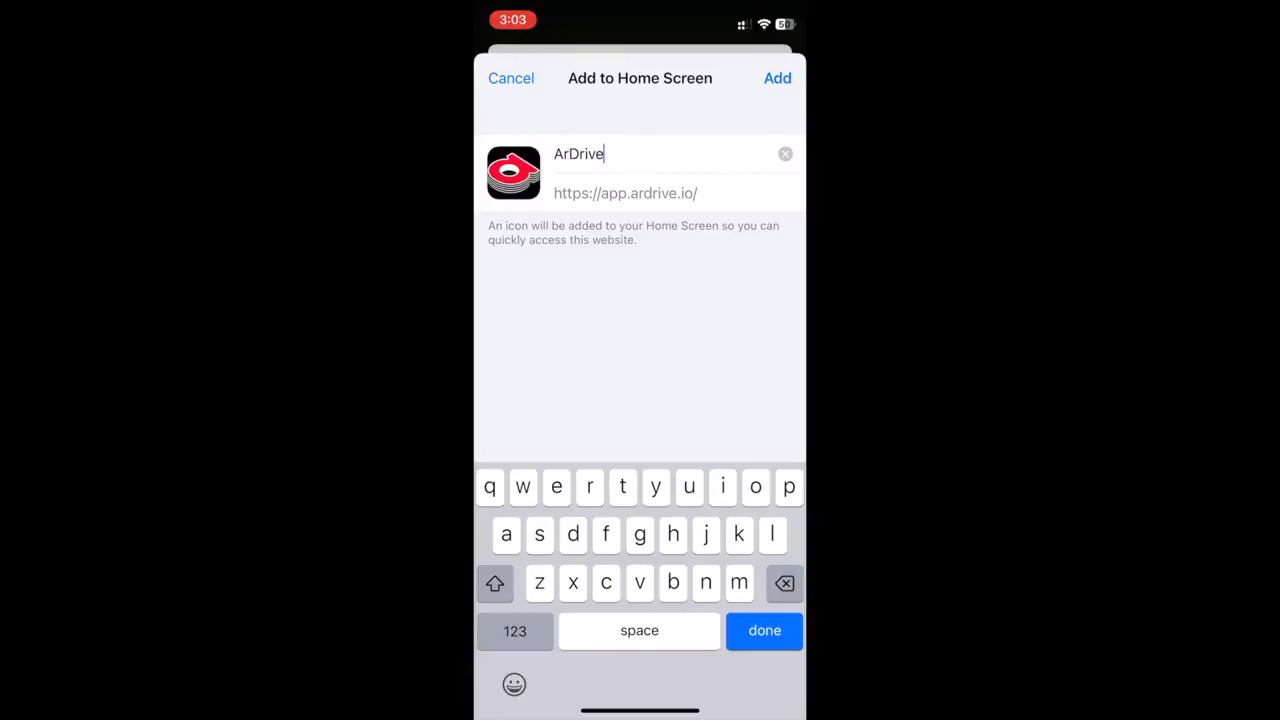 3:03
50
Cancel Add to Home Screen Add
ArDrive
https://app.ardrive.io/
An icon will be added to your Home Screen so you can
quickly access this website.
q w e r t y u i o p
a s d f g h j k l
z x c v b n m
123 space done